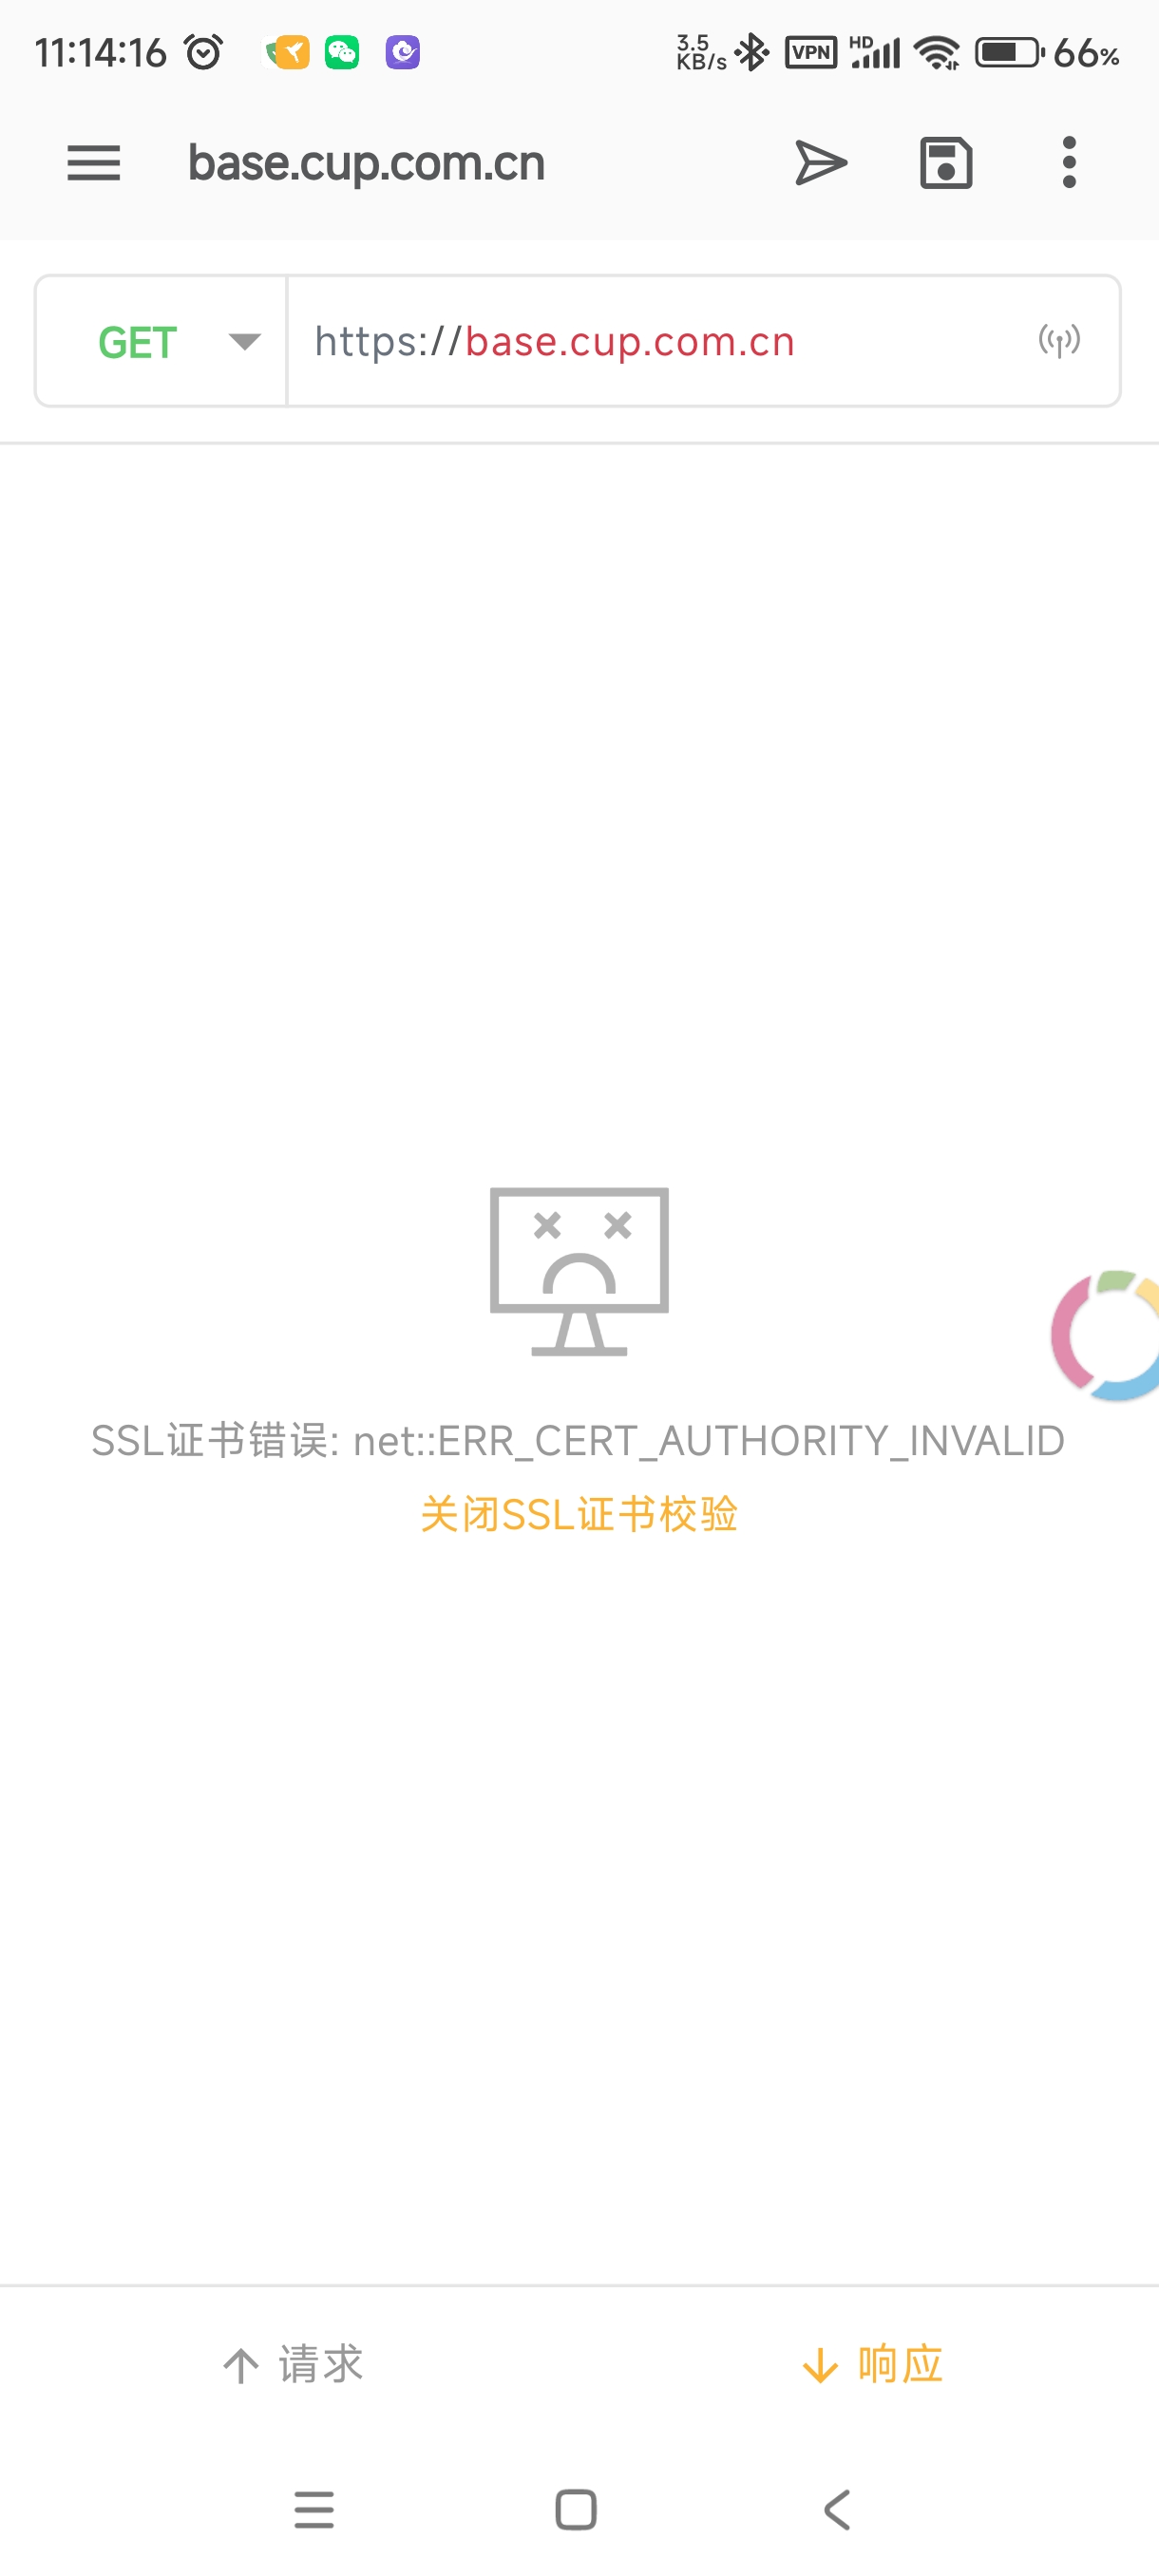 11:14:16 3.5 KB/s VPN HD 66%
base.cup.com.cn
GET https://base.cup.com.cn
SSL证书错误: net::ERR_CERT_AUTHORITY_INVALID
关闭SSL证书校验
请求 响应